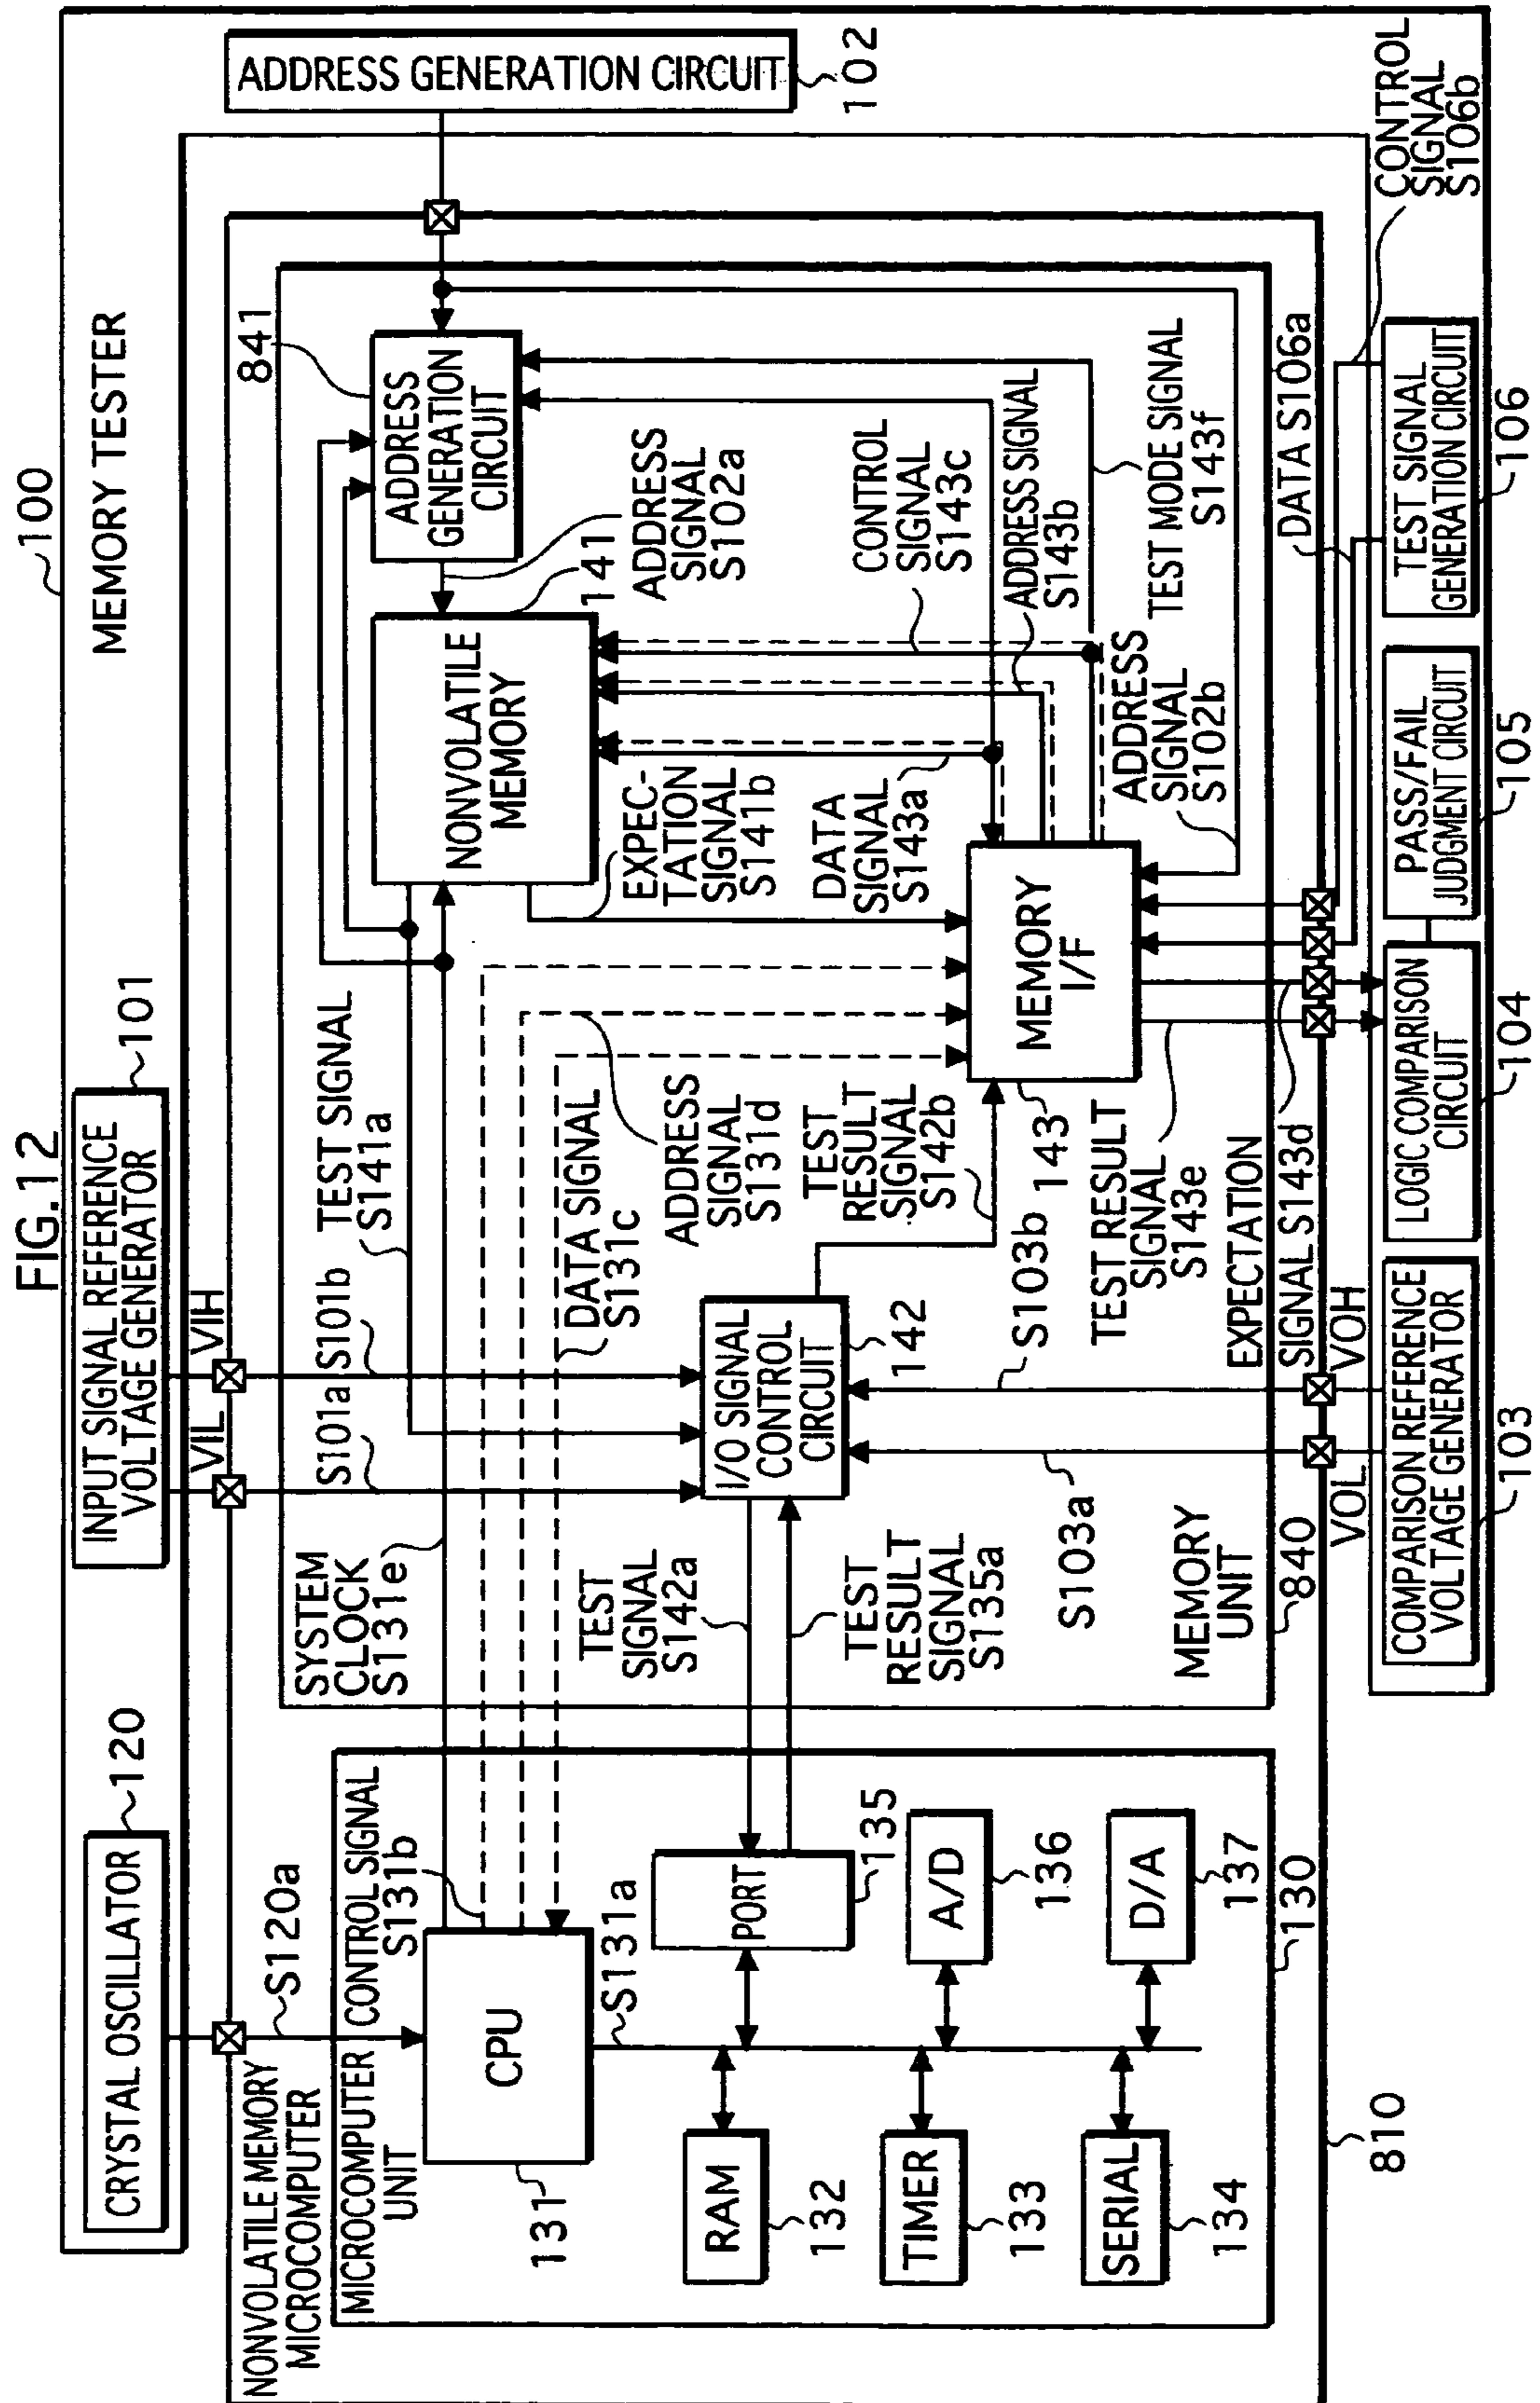 FIG.12
100
MEMORY TESTER
CRYSTAL OSCILLATOR
120
INPUT SIGNAL REFERENCE
VOLTAGE GENERATOR
101
ADDRESS GENERATION CIRCUIT
102
S120a
VIL
VIH
S101a
S101b
NONVOLATILE MEMORY
MICROCOMPUTER
MICROCOMPUTER
UNIT
CONTROL SIGNAL
S131b
CPU
131
S131a
RAM
132
TIMER
133
SERIAL
134
PORT
135
A/D
136
D/A
137
130
810
SYSTEM
CLOCK
S131e
TEST SIGNAL
S141a
DATA SIGNAL
S131c
ADDRESS
SIGNAL
S131d
TEST
SIGNAL
S142a
TEST
RESULT
SIGNAL
S135a
I/O SIGNAL
CONTROL
CIRCUIT
142
TEST
RESULT
SIGNAL
S142b
S103a
S103b
MEMORY
UNIT
840
NONVOLATILE
MEMORY
141
ADDRESS
GENERATION
CIRCUIT
841
ADDRESS
SIGNAL
S102a
EXPEC-
TATION
SIGNAL
S141b
DATA
SIGNAL
S143a
CONTROL
SIGNAL
S143c
ADDRESS SIGNAL
S143b
TEST MODE SIGNAL
S143f
ADDRESS
SIGNAL
S102b
MEMORY
I/F
143
TEST RESULT
SIGNAL
S143e
EXPECTATION
SIGNAL S143d
DATA S106a
CONTROL
SIGNAL
S106b
VOL
VOH
COMPARISON REFERENCE
VOLTAGE GENERATOR
103
LOGIC COMPARISON
CIRCUIT
104
PASS/FAIL
JUDGMENT CIRCUIT
105
TEST SIGNAL
GENERATION CIRCUIT
106